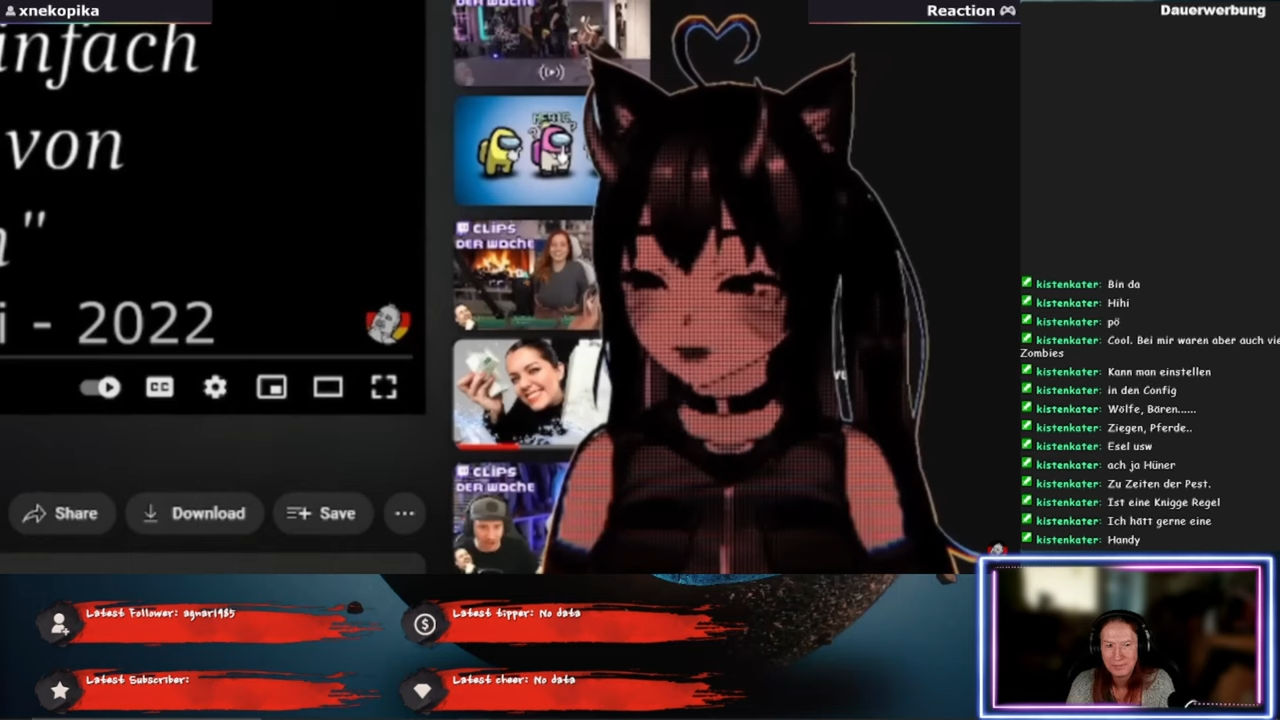 xnekopika
Reaction
Dauerwerbung
infach
von
"
i - 2022
Share
Download
Save
DER WOCHE
CLIPS
DER WOCHE
CLIPS
DER WOCHE
CC
kistenkater: Bin da
kistenkater: Hihi
kistenkater: pö
kistenkater: Cool. Bei mir waren aber auch vie
Zombies
kistenkater: Kann man einstellen
kistenkater: in den Config
kistenkater: Wölfe, Bären......
kistenkater: Ziegen, Pferde..
kistenkater: Esel usw
kistenkater: ach ja Hüner
kistenkater: Zu Zeiten der Pest.
kistenkater: Ist eine Knigge Regel
kistenkater: Ich hätt gerne eine
kistenkater: Handy
Latest Follower: agnar1985
Latest tipper: No data
Latest Subscriber:
Latest cheer: No data